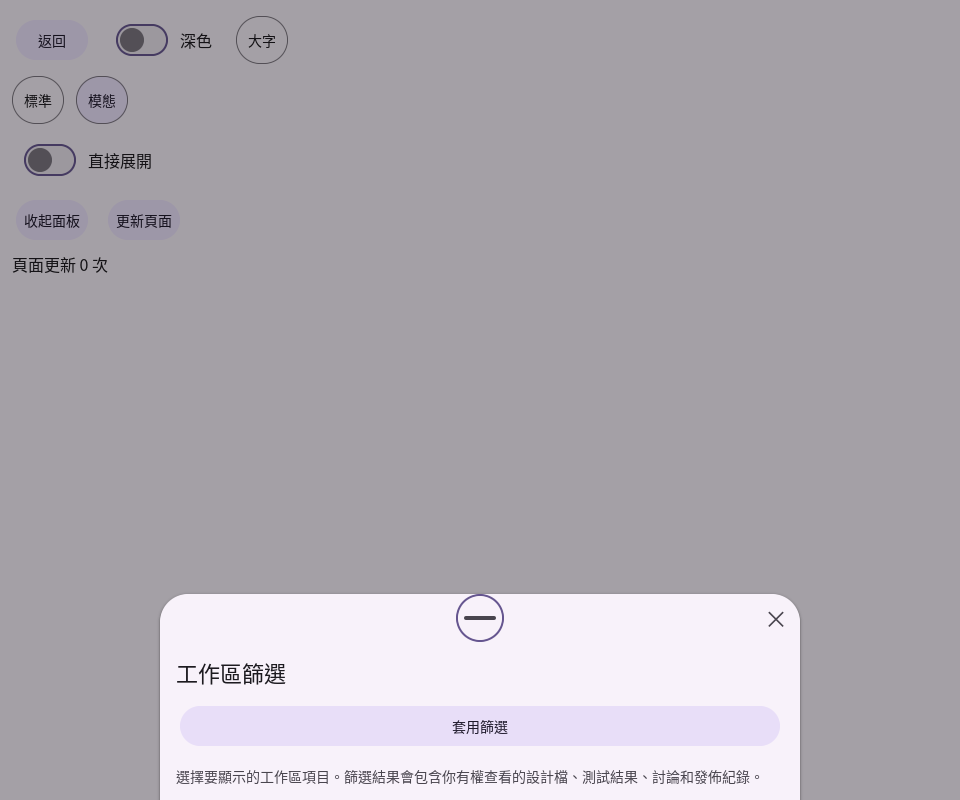 返回
深色
大字
標準
模態
直接展開
收起面板
更新頁面
頁面更新 0 次
工作區篩選
套用篩選
選擇要顯示的工作區項目。篩選結果會包含你有權查看的設計檔、測試結果、討論和發佈紀錄。